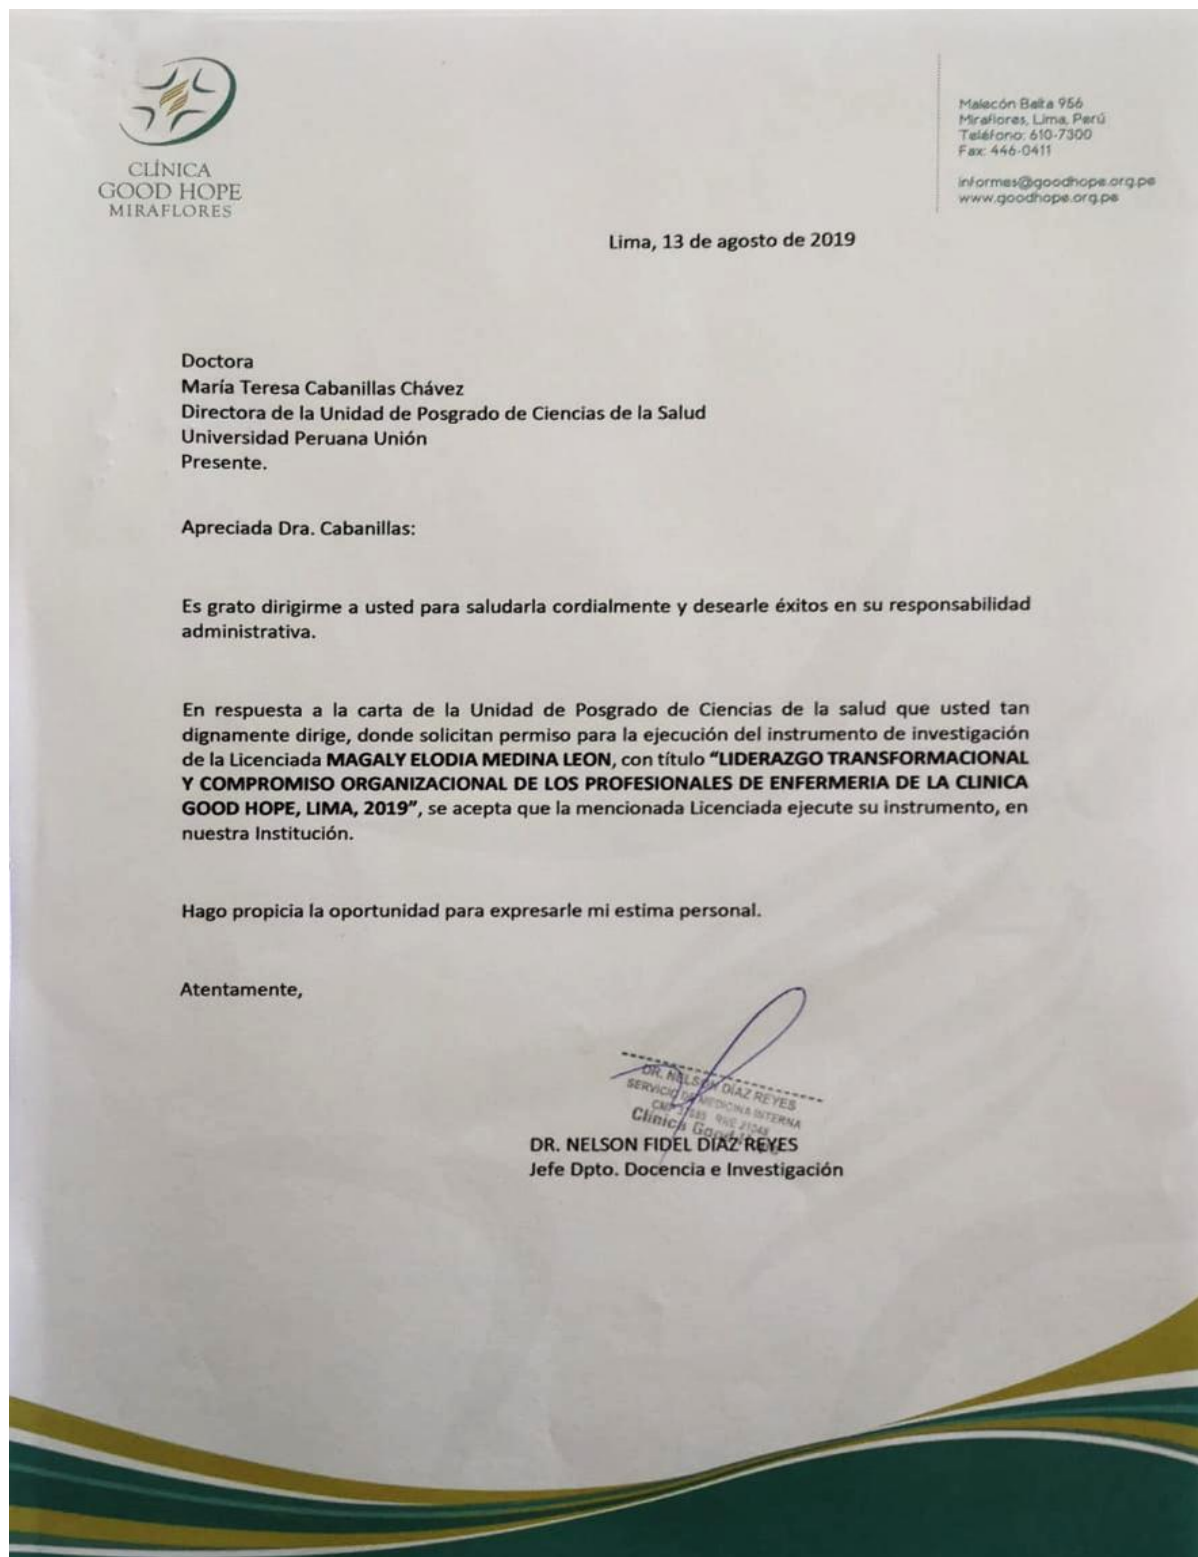 CLÍNICA
GOOD HOPE
MIRAFLORES
Malecón Balta 956
Miraflores, Lima, Perú
Teléfono: 610-7300
Fax: 446-0411
informes@goodhope.org.pe
www.goodhope.org.pe
Lima, 13 de agosto de 2019
Doctora
María Teresa Cabanillas Chávez
Directora de la Unidad de Posgrado de Ciencias de la Salud
Universidad Peruana Unión
Presente.
Apreciada Dra. Cabanillas:
Es grato dirigirme a usted para saludarla cordialmente y desearle éxitos en su responsabilidad
administrativa.
En respuesta a la carta de la Unidad de Posgrado de Ciencias de la salud que usted tan
dignamente dirige, donde solicitan permiso para la ejecución del instrumento de investigación
de la Licenciada MAGALY ELODIA MEDINA LEON, con título “LIDERAZGO TRANSFORMACIONAL
Y COMPROMISO ORGANIZACIONAL DE LOS PROFESIONALES DE ENFERMERIA DE LA CLINICA
GOOD HOPE, LIMA, 2019”, se acepta que la mencionada Licenciada ejecute su instrumento, en
nuestra Institución.
Hago propicia la oportunidad para expresarle mi estima personal.
Atentamente,
DR. NELSON DÍAZ REYES
SERVICIO DE MEDICINA INTERNA
CMP RNE
Clínica Good
DR. NELSON FIDEL DIAZ REYES
Jefe Dpto. Docencia e Investigación